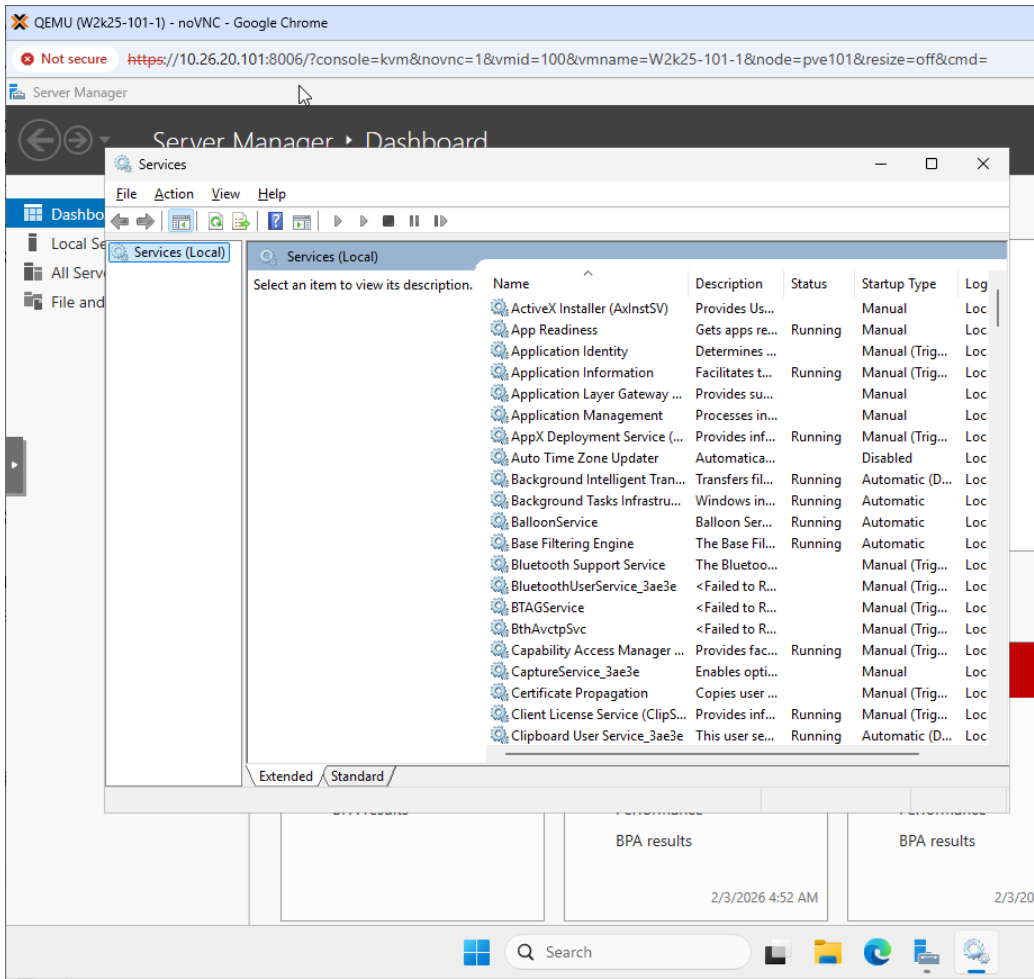 QEMU (W2k25-101-1) - noVNC - Google Chrome
Not secure https://10.26.20.101:8006/?console=kvm&novnc=1&vmid=100&vmname=W2k25-101-1&node=pve101&resize=off&cmd=
Server Manager
Server Manager Dashboard
Services
File Action View Help
Dashbo
Local Se
All Serv
File and
Services (Local)
Services (Local)
Select an item to view its description.
Name Description Status Startup Type Log
ActiveX Installer (AxInstSV) Provides Us... Manual Loc
App Readiness Gets apps re... Running Manual Loc
Application Identity Determines ... Manual (Trig... Loc
Application Information Facilitates t... Running Manual (Trig... Loc
Application Layer Gateway ... Provides su... Manual Loc
Application Management Processes in... Manual Loc
AppX Deployment Service (... Provides inf... Running Manual (Trig... Loc
Auto Time Zone Updater Automatica... Disabled Loc
Background Intelligent Tran... Transfers fil... Running Automatic (D... Loc
Background Tasks Infrastru... Windows in... Running Automatic Loc
BalloonService Balloon Ser... Running Automatic Loc
Base Filtering Engine The Base Fil... Running Automatic Loc
Bluetooth Support Service The Bluetoo... Manual (Trig... Loc
BluetoothUserService_3ae3e <Failed to R... Manual (Trig... Loc
BTAGService <Failed to R... Manual (Trig... Loc
BthAvctpSvc <Failed to R... Manual (Trig... Loc
Capability Access Manager ... Provides fac... Running Manual (Trig... Loc
CaptureService_3ae3e Enables opti... Manual Loc
Certificate Propagation Copies user ... Manual (Trig... Loc
Client License Service (ClipS... Provides inf... Running Manual (Trig... Loc
Clipboard User Service_3ae3e This user se... Running Automatic (D... Loc
Extended Standard
BPA results Performance Performance
BPA results BPA results
2/3/2026 4:52 AM 2/3/20
Search